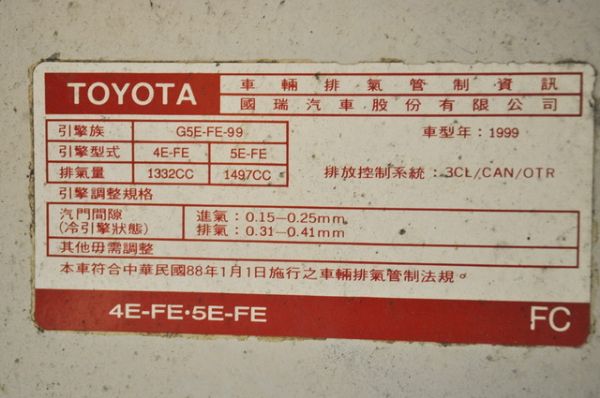 TOYOTA 車輛排氣管制資訊
國瑞汽車股份有限公司
引擎族 G5E-FE-99 車型年：1999
引擎型式 4E-FE 5E-FE
排氣量 1332CC 1497CC 排放控制系統：3CL/CAN/OTR
引擎調整規格
汽門間隙 進氣：0.15-0.25mm
(冷引擎狀態) 排氣：0.31-0.41mm
其他毋需調整
本車符合中華民國88年1月1日施行之車輛排氣管制法規。
4E-FE·5E-FE FC